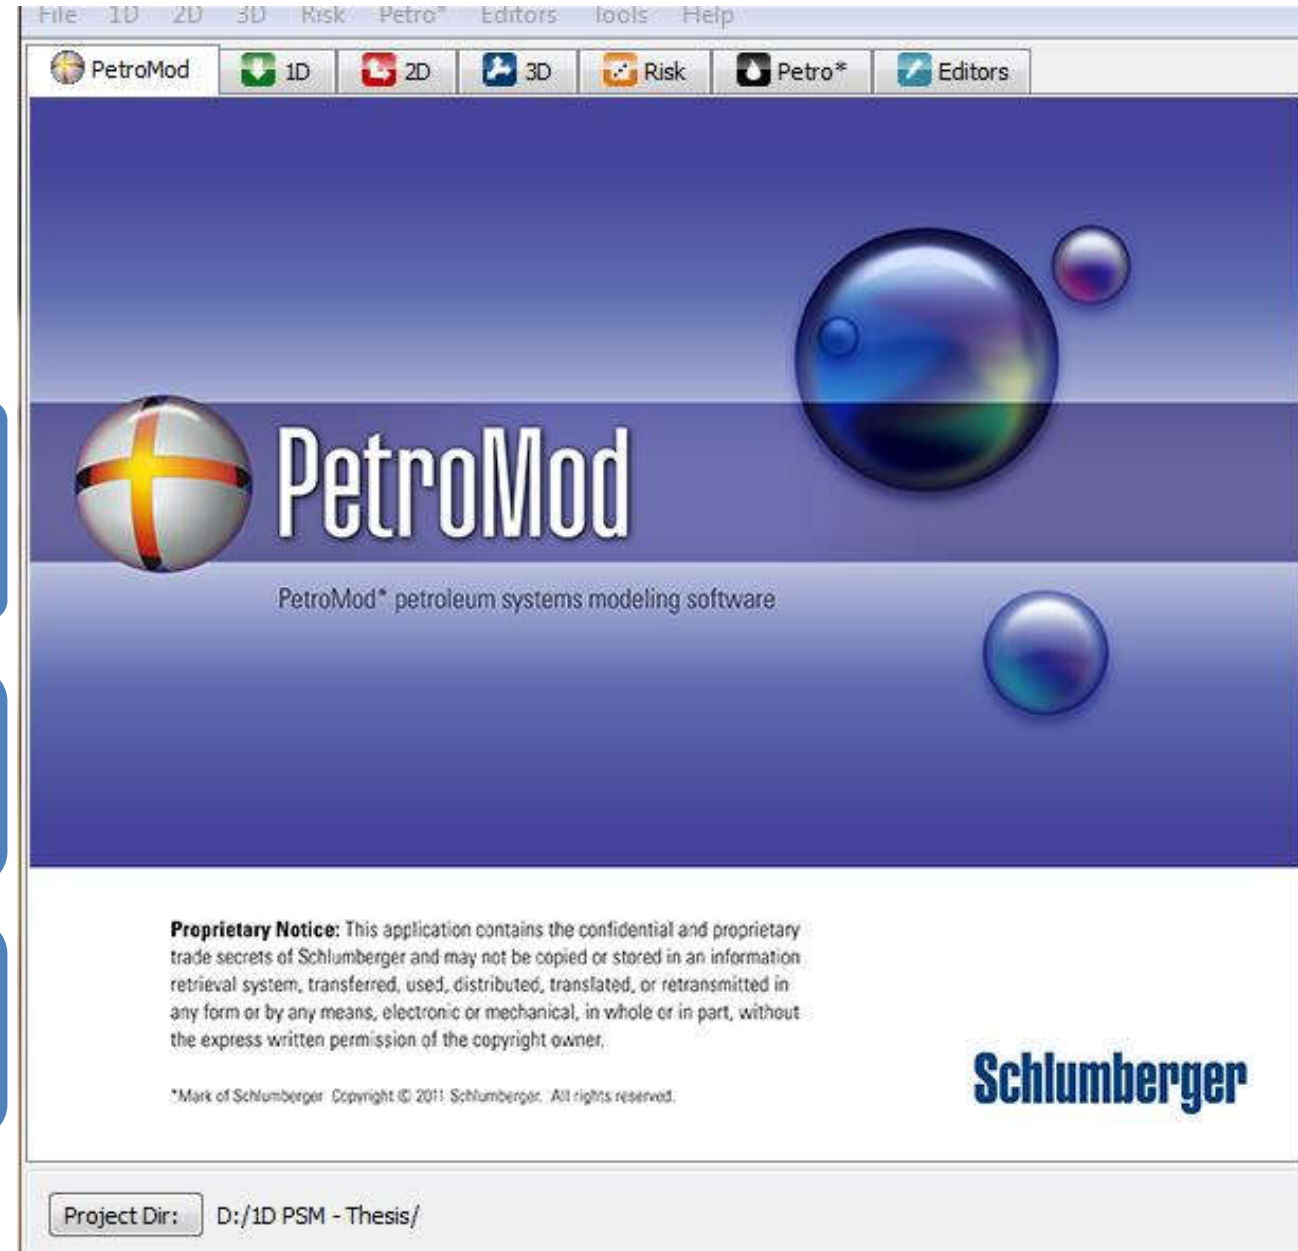 File 1D 2D 3D Risk Petro* Editors Tools Help
PetroMod 1D 2D 3D Risk Petro* Editors
PetroMod
PetroMod* petroleum systems modeling software
Proprietary Notice: This application contains the confidential and proprietary
trade secrets of Schlumberger and may not be copied or stored in an information
retrieval system, transferred, used, distributed, translated, or retransmitted in
any form or by any means, electronic or mechanical, in whole or in part, without
the express written permission of the copyright owner.
*Mark of Schlumberger Copyright © 2011 Schlumberger. All rights reserved.
Schlumberger
Project Dir: D:/1D PSM - Thesis/